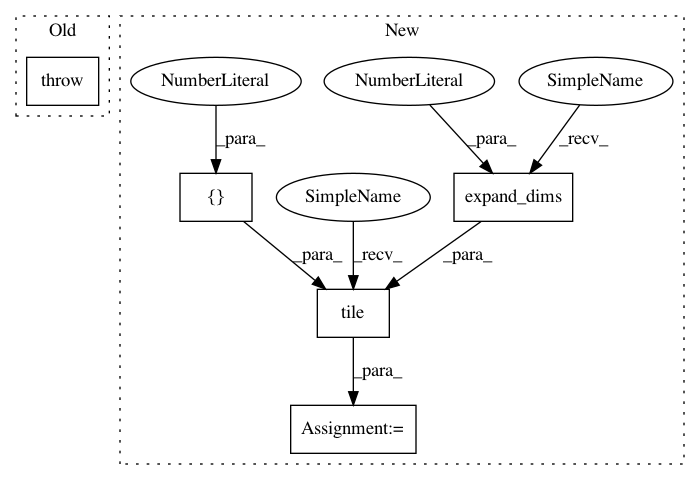 Old
New
throw
NumberLiteral
NumberLiteral
SimpleName
_para_
_para_
_recv_
{}
SimpleName
expand_dims
_para_
_recv_
_para_
tile
_para_
Assignment:=